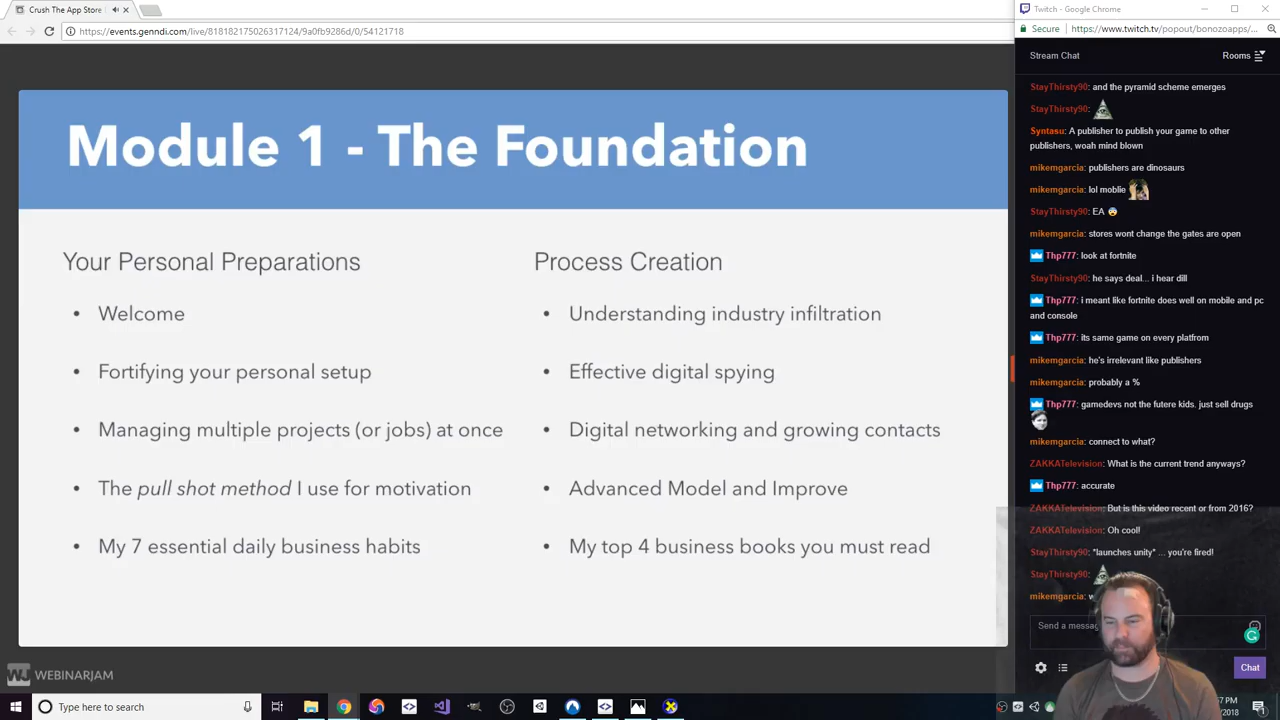 Crush The App Store
Twitch - Google Chrome
https://events.genndi.com/live/818182175026317124/9a0fb9286d/0/54121718
Secure
https://www.twitch.tv/popout/bonozoapps/...
Stream Chat
Rooms
Module 1 - The Foundation
Your Personal Preparations
• Welcome
• Fortifying your personal setup
• Managing multiple projects (or jobs) at once
• The pull shot method I use for motivation
• My 7 essential daily business habits
Process Creation
• Understanding industry infiltration
• Effective digital spying
• Digital networking and growing contacts
• Advanced Model and Improve
• My top 4 business books you must read
WEBINARJAM
StayThirsty90: and the pyramid scheme emerges
StayThirsty90:
Syntasu: A publisher to publish your game to other
publishers, woah mind blown
mikemgarcia: publishers are dinosaurs
mikemgarcia: lol moblie
StayThirsty90: EA
mikemgarcia: stores wont change the gates are open
Thp777: look at fortnite
StayThirsty90: he says deal... i hear dill
Thp777: i meant like fortnite does well on mobile and pc
and console
Thp777: its same game on every platfrom
mikemgarcia: he's irrelevant like publishers
mikemgarcia: probably a %
Thp777: gamedevs not the futere kids. just sell drugs
mikemgarcia: connect to what?
ZAKKATelevision: What is the current trend anyways?
Thp777: accurate
ZAKKATelevision: But is this video recent or from 2016?
ZAKKATelevision: Oh cool!
StayThirsty90: *launches unity* ... you're fired!
StayThirsty90:
mikemgarcia:
Send a
Chat
Type here to search